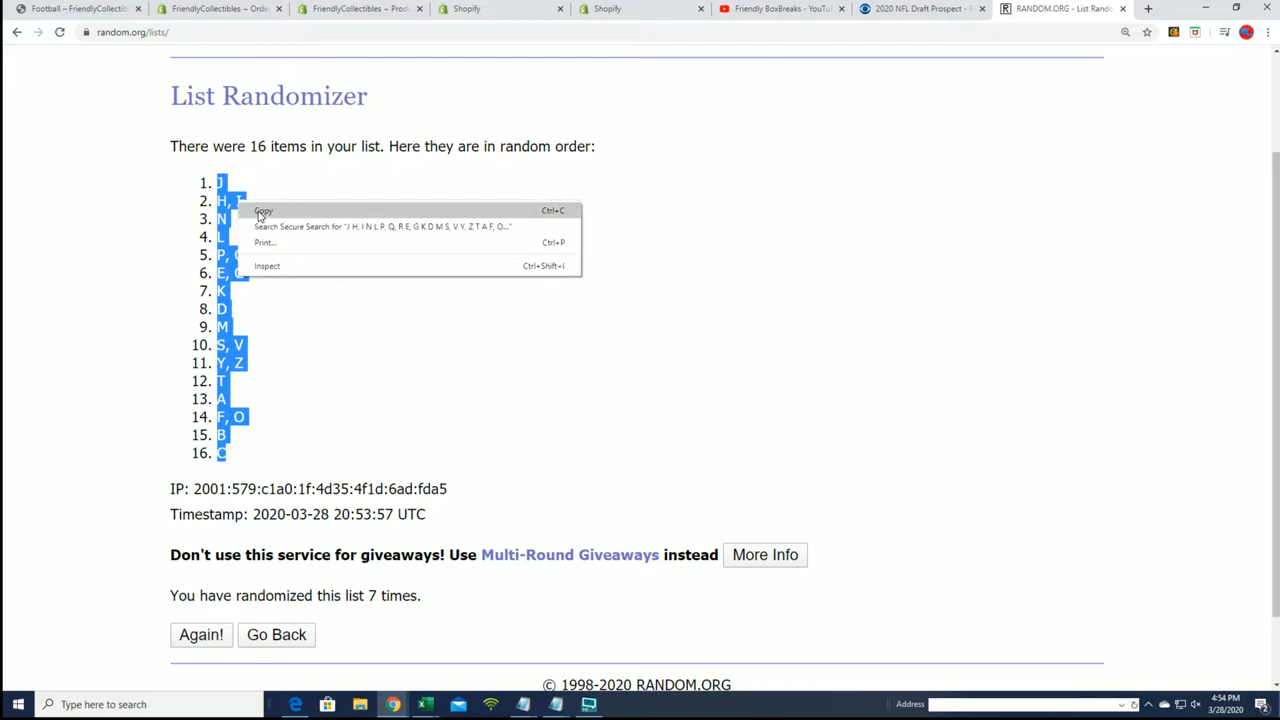 Football – FriendlyCollectib
FriendlyCollectibles ~ Orde
FriendlyCollectibles ~ Prod
Shopify
Shopify
Friendly BoxBreaks - YouTu
2020 NFL Draft Prospect - F
RANDOM.ORG - List Rando
random.org/lists/
List Randomizer
There were 16 items in your list. Here they are in random order:
1. J
2. H, I
3. N
4. L
5. P,
6. E,
7. K
8. D
9. M
10. S, V
11. Y, Z
12. T
13. A
14. F, O
15. B
16. C
Copy Ctrl+C
Search Secure Search for "J H, I N L P, Q, R E, G K D M S, V Y, Z T A F, O..."
Print... Ctrl+P
Inspect Ctrl+Shift+I
IP: 2001:579:c1a0:1f:4d35:4f1d:6ad:fda5
Timestamp: 2020-03-28 20:53:57 UTC
Don't use this service for giveaways! Use Multi-Round Giveaways instead More Info
You have randomized this list 7 times.
Again! Go Back
© 1998-2020 RANDOM.ORG
Type here to search
Address
4:54 PM
3/28/2020
2